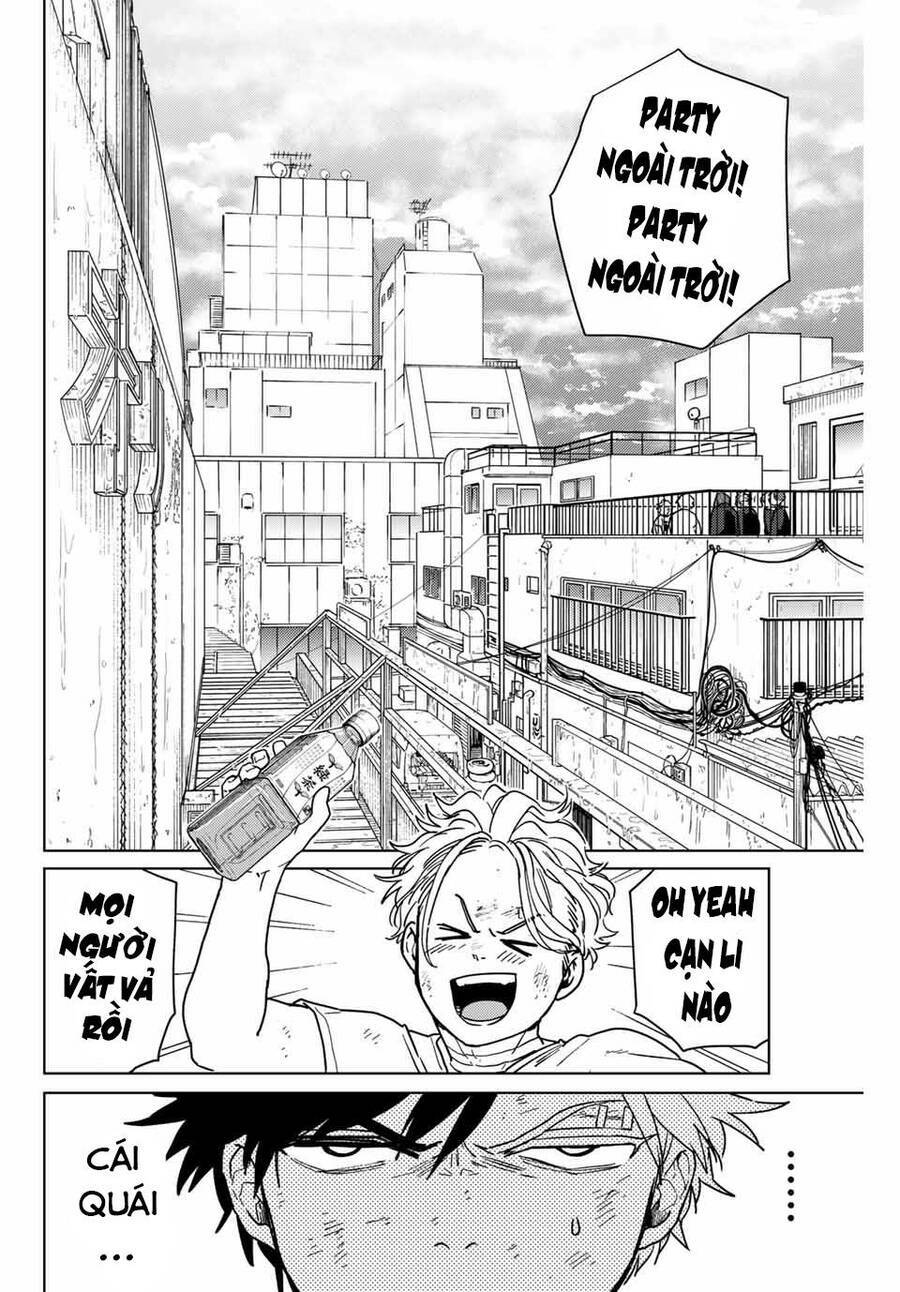 PARTY
NGOÀI TRỜI!
PARTY
NGOÀI TRỜI!
OH YEAH
CẠN LI
NÀO
MỌI
NGƯỜI
VẤT VẢ
RỒI
......
CÁI
QUÁI
...